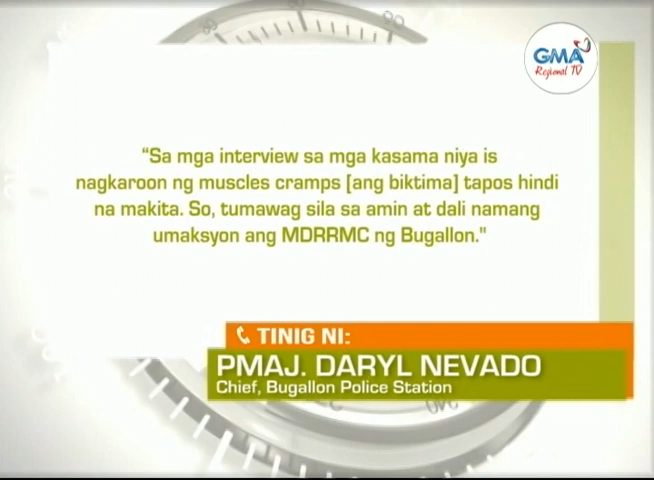 GMA
Regional TV
“Sa mga interview sa mga kasama niya is
nagkaroon ng muscles cramps [ang biktima] tapos hindi
na makita. So, tumawag sila sa amin at dali namang
umaksyon ang MDRRMC ng Bugallon."
TINIG NI:
PMAJ. DARYL NEVADO
Chief, Bugallon Police Station